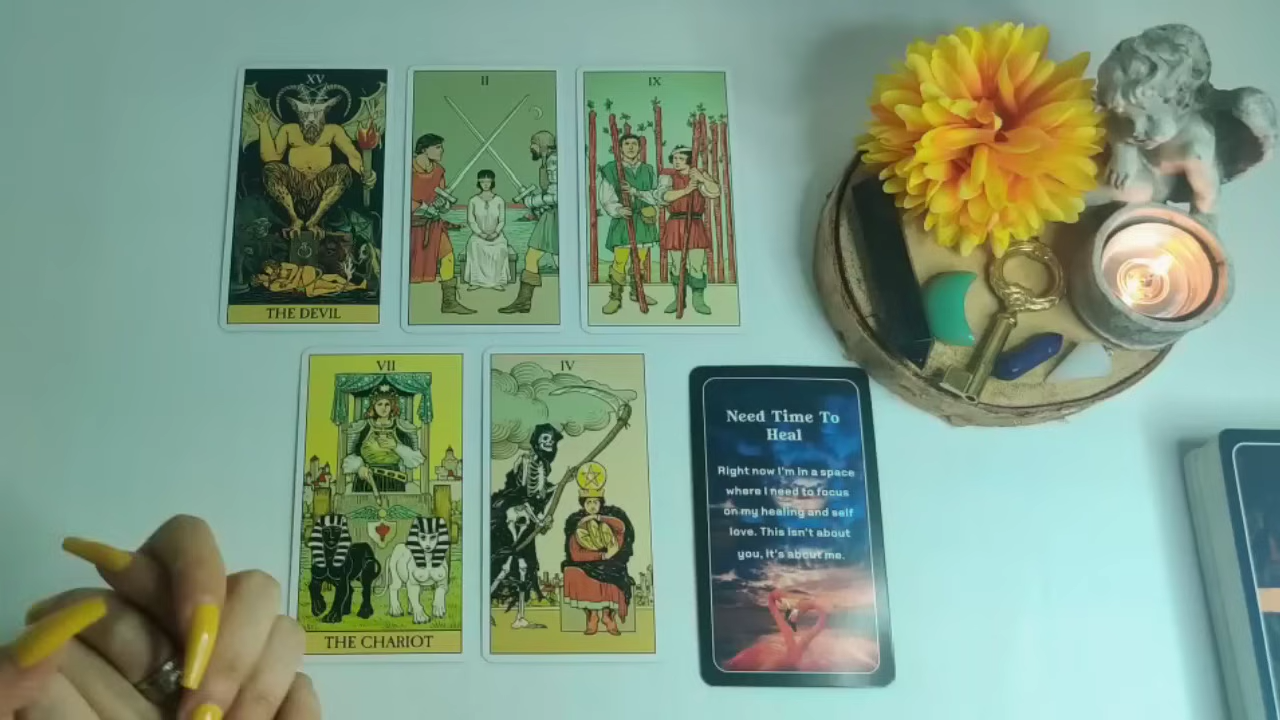 XV
THE DEVIL
II
IX
VII
THE CHARIOT
IV
Need Time To
Heal
Right now I'm in a space
where I need to focus
on my healing and self
love. This isn't about
you, it's about me.